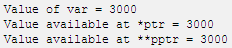 Value of var = 3000
Value available at *ptr = 3000
Value available at **pptr = 3000